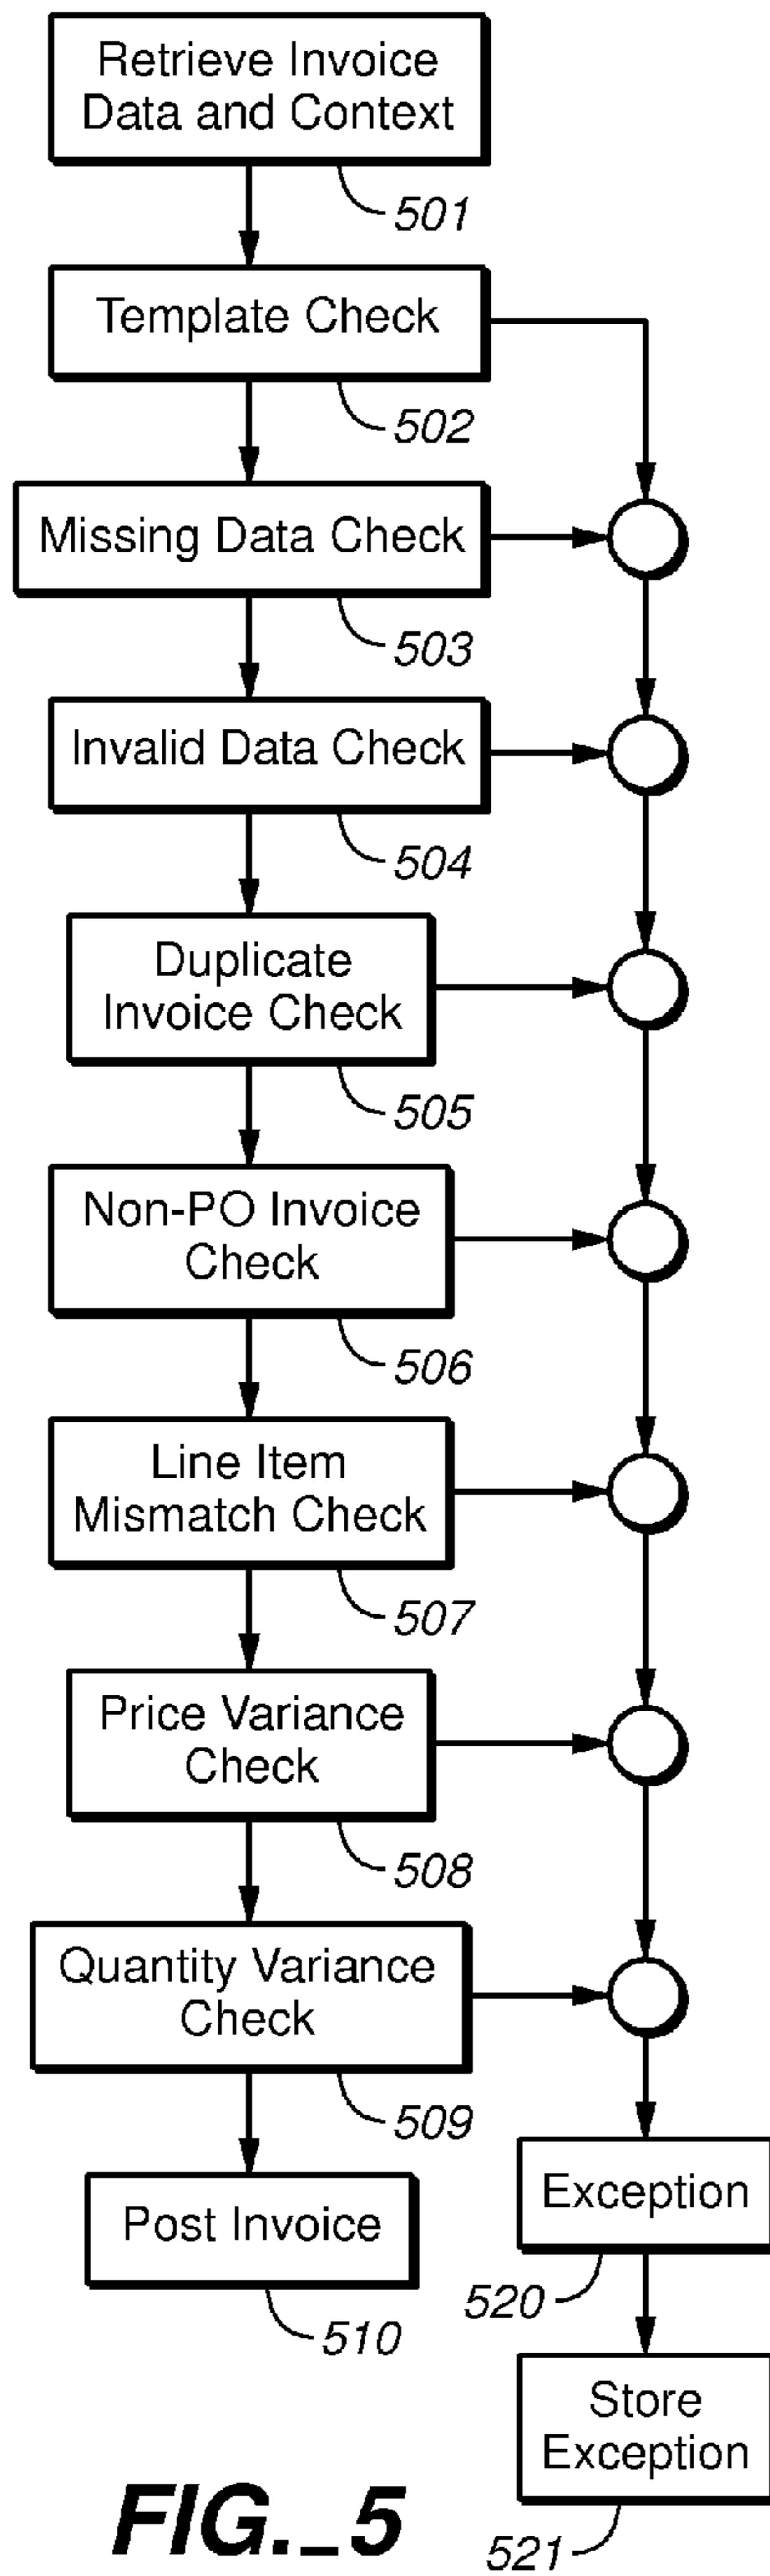 Retrieve Invoice
Data and Context
501
Template Check
502
Missing Data Check
503
Invalid Data Check
504
Duplicate
Invoice Check
505
Non-PO Invoice
Check
506
Line Item
Mismatch Check
507
Price Variance
Check
508
Quantity Variance
Check
509
Post Invoice
510
Exception
520
Store
Exception
521
FIG._5